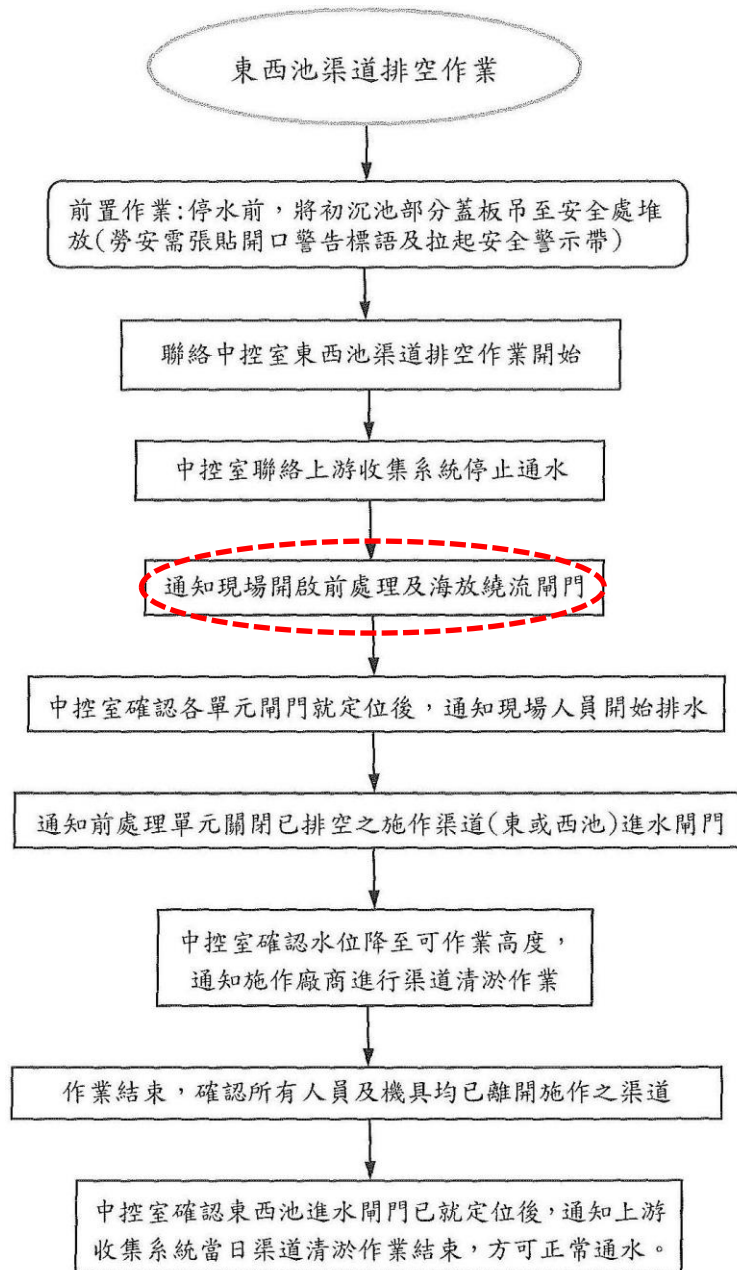 東西池渠道排空作業
前置作業:停水前，將初沉池部分蓋板吊至安全處堆
放(勞安需張貼開口警告標語及拉起安全警示帶)
聯絡中控室東西池渠道排空作業開始
中控室聯絡上游收集系統停止通水
通知現場開啟前處理及海放繞流閘門
中控室確認各單元閘門就定位後，通知現場人員開始排水
通知前處理單元關閉已排空之施作渠道(東或西池)進水閘門
中控室確認水位降至可作業高度，
通知施作廠商進行渠道清淤作業
作業結束，確認所有人員及機具均已離開施作之渠道
中控室確認東西池進水閘門已就定位後，通知上游
收集系統當日渠道清淤作業結束，方可正常通水。